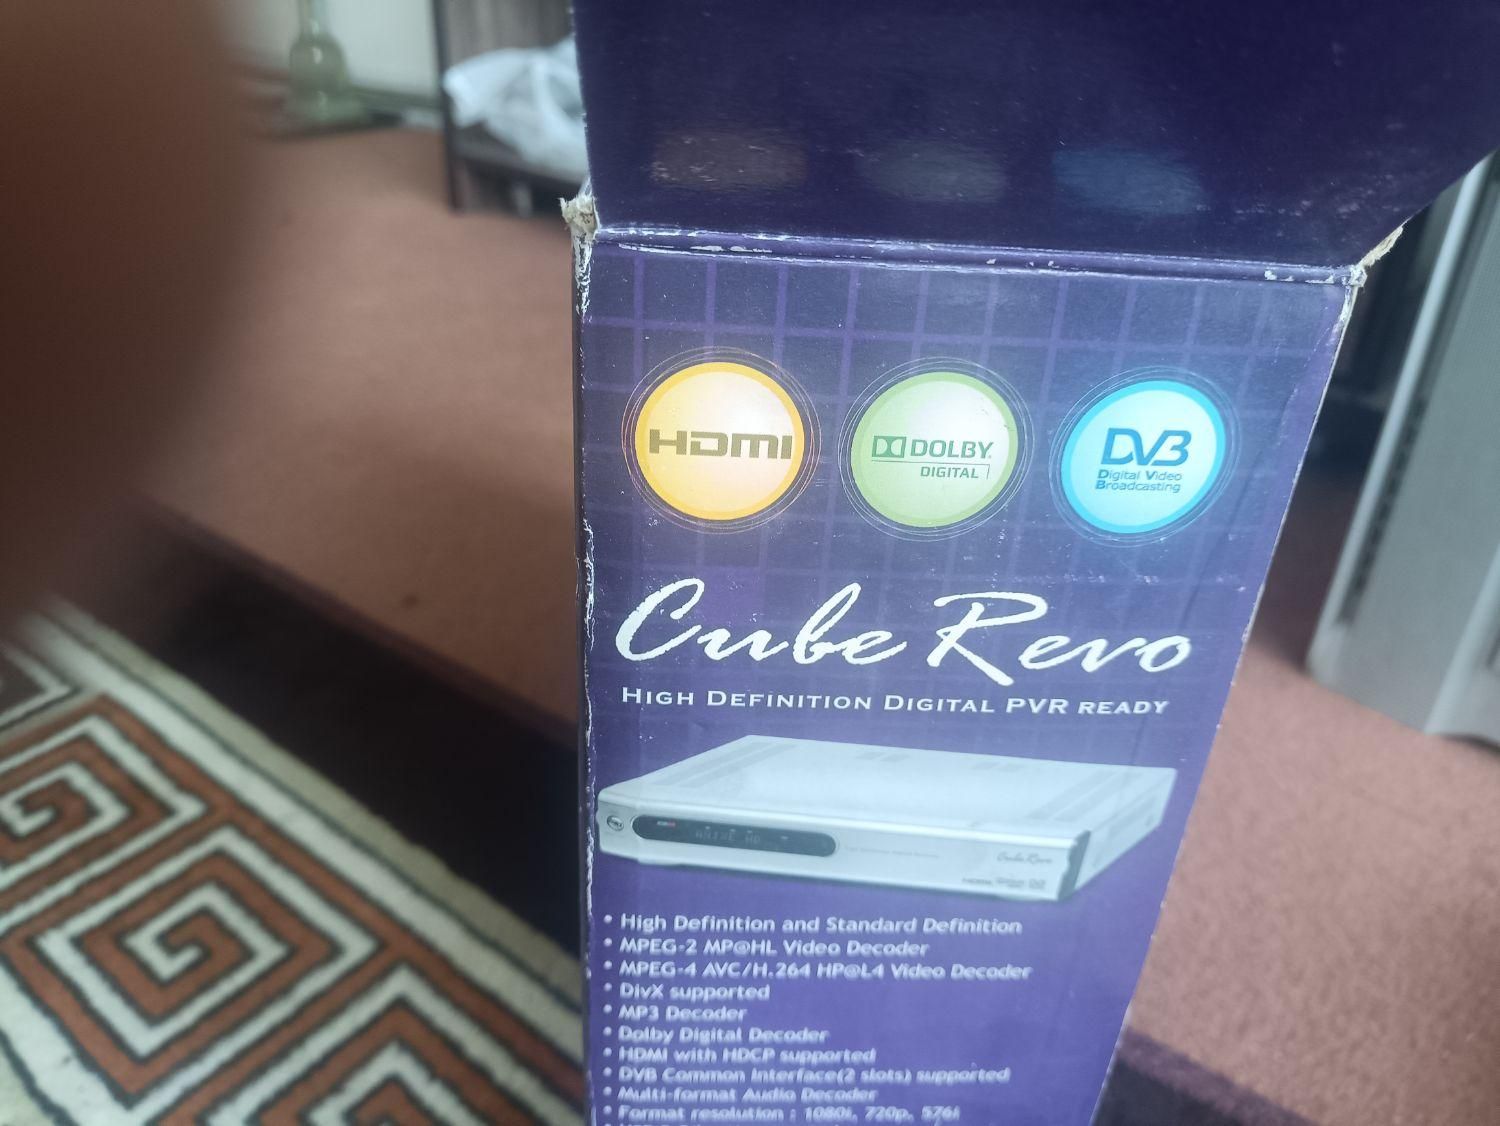 HDMI
DOLBY
DIGITAL
DVB
Digital Video
Broadcasting
Cube Revo
HIGH DEFINITION DIGITAL PVR READY
Cube Revo
• High Definition and Standard Definition
• MPEG-2 MP@HL Video Decoder
• MPEG-4 AVC/H.264 HP@L4 Video Decoder
• DivX supported
• MP3 Decoder
• Dolby Digital Decoder
• HDMI with HDCP supported
• DVB Common Interface(2 slots) supported
• Multi-format Audio Decoder
• Format resolution : 1080i, 720p, 576i